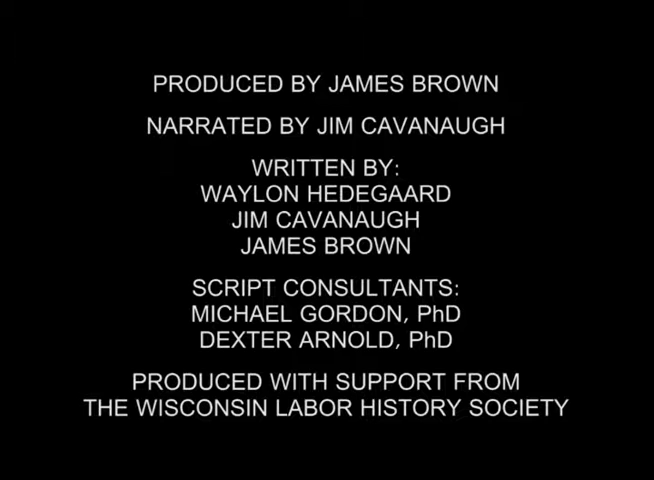 PRODUCED BY JAMES BROWN
NARRATED BY JIM CAVANAUGH
WRITTEN BY:
WAYLON HEDEGAARD
JIM CAVANAUGH
JAMES BROWN
SCRIPT CONSULTANTS:
MICHAEL GORDON, PhD
DEXTER ARNOLD, PhD
PRODUCED WITH SUPPORT FROM
THE WISCONSIN LABOR HISTORY SOCIETY